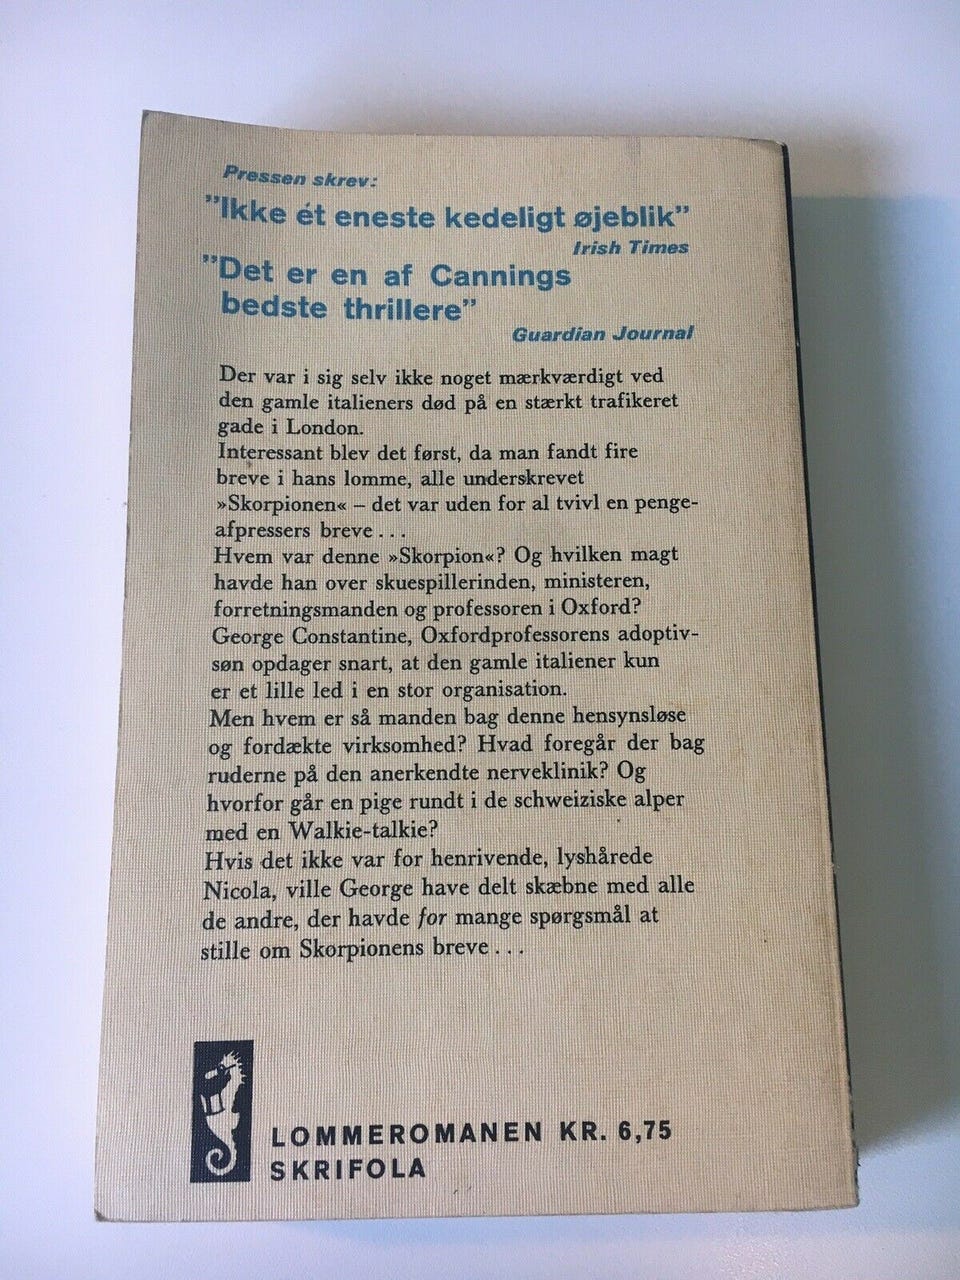 Pressen skrev:
”Ikke ét eneste kedeligt øjeblik”
Irish Times
”Det er en af Cannings
bedste thrillere”
Guardian Journal
Der var i sig selv ikke noget mærkværdigt ved
den gamle italieners død på en stærkt trafikeret
gade i London.
Interessant blev det først, da man fandt fire
breve i hans lomme, alle underskrevet
»Skorpionen« – det var uden for al tvivl en penge-
afpressers breve . . .
Hvem var denne »Skorpion«? Og hvilken magt
havde han over skuespillerinden, ministeren,
forretningsmanden og professoren i Oxford?
George Constantine, Oxfordprofessorens adoptiv-
søn opdager snart, at den gamle italiener kun
er et lille led i en stor organisation.
Men hvem er så manden bag denne hensynsløse
og fordækte virksomhed? Hvad foregår der bag
ruderne på den anerkendte nerveklinik? Og
hvorfor går en pige rundt i de schweiziske alper
med en Walkie-talkie?
Hvis det ikke var for henrivende, lyshårede
Nicola, ville George have delt skæbne med alle
de andre, der havde for mange spørgsmål at
stille om Skorpionens breve . . .
LOMMEROMANEN KR. 6,75
SKRIFOLA